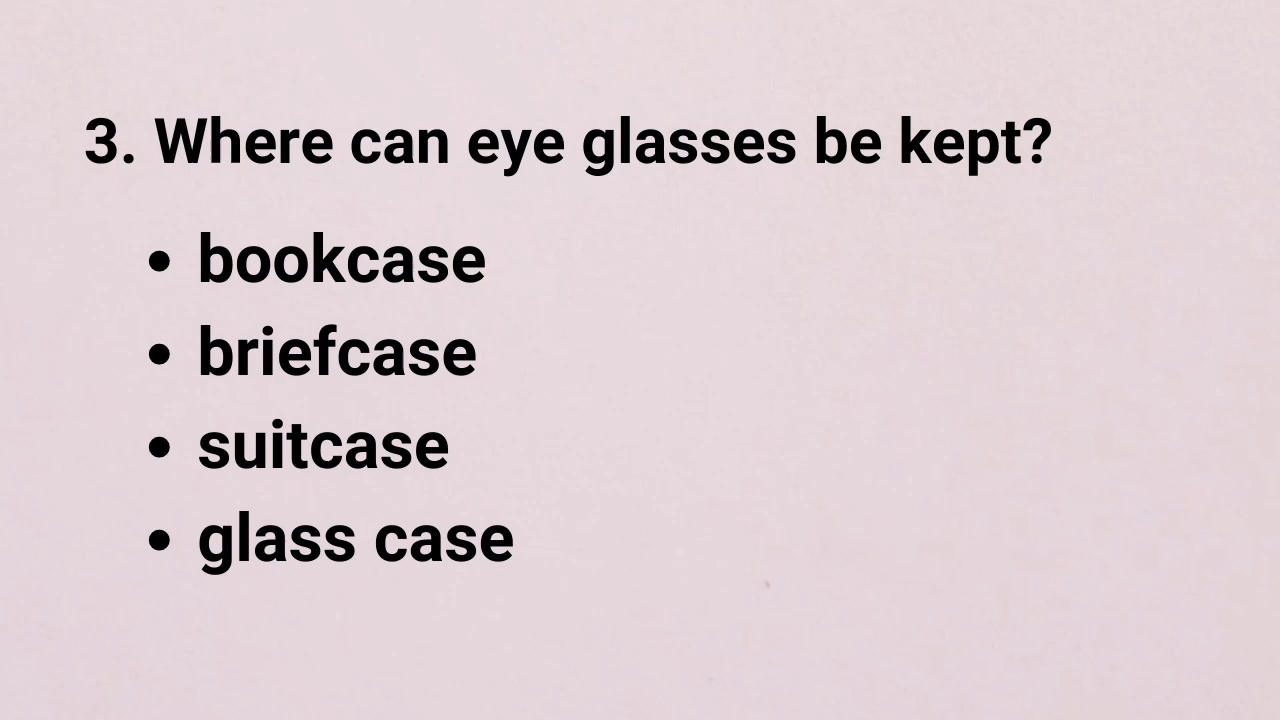 3. Where can eye glasses be kept?
• bookcase
• briefcase
• suitcase
• glass case